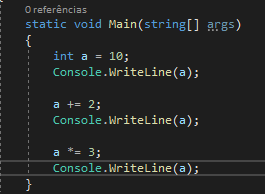 0 referências
static void Main(string[] args)
{
int a = 10;
Console.WriteLine(a);
a += 2;
Console.WriteLine(a);
a *= 3;
Console.WriteLine(a);
}